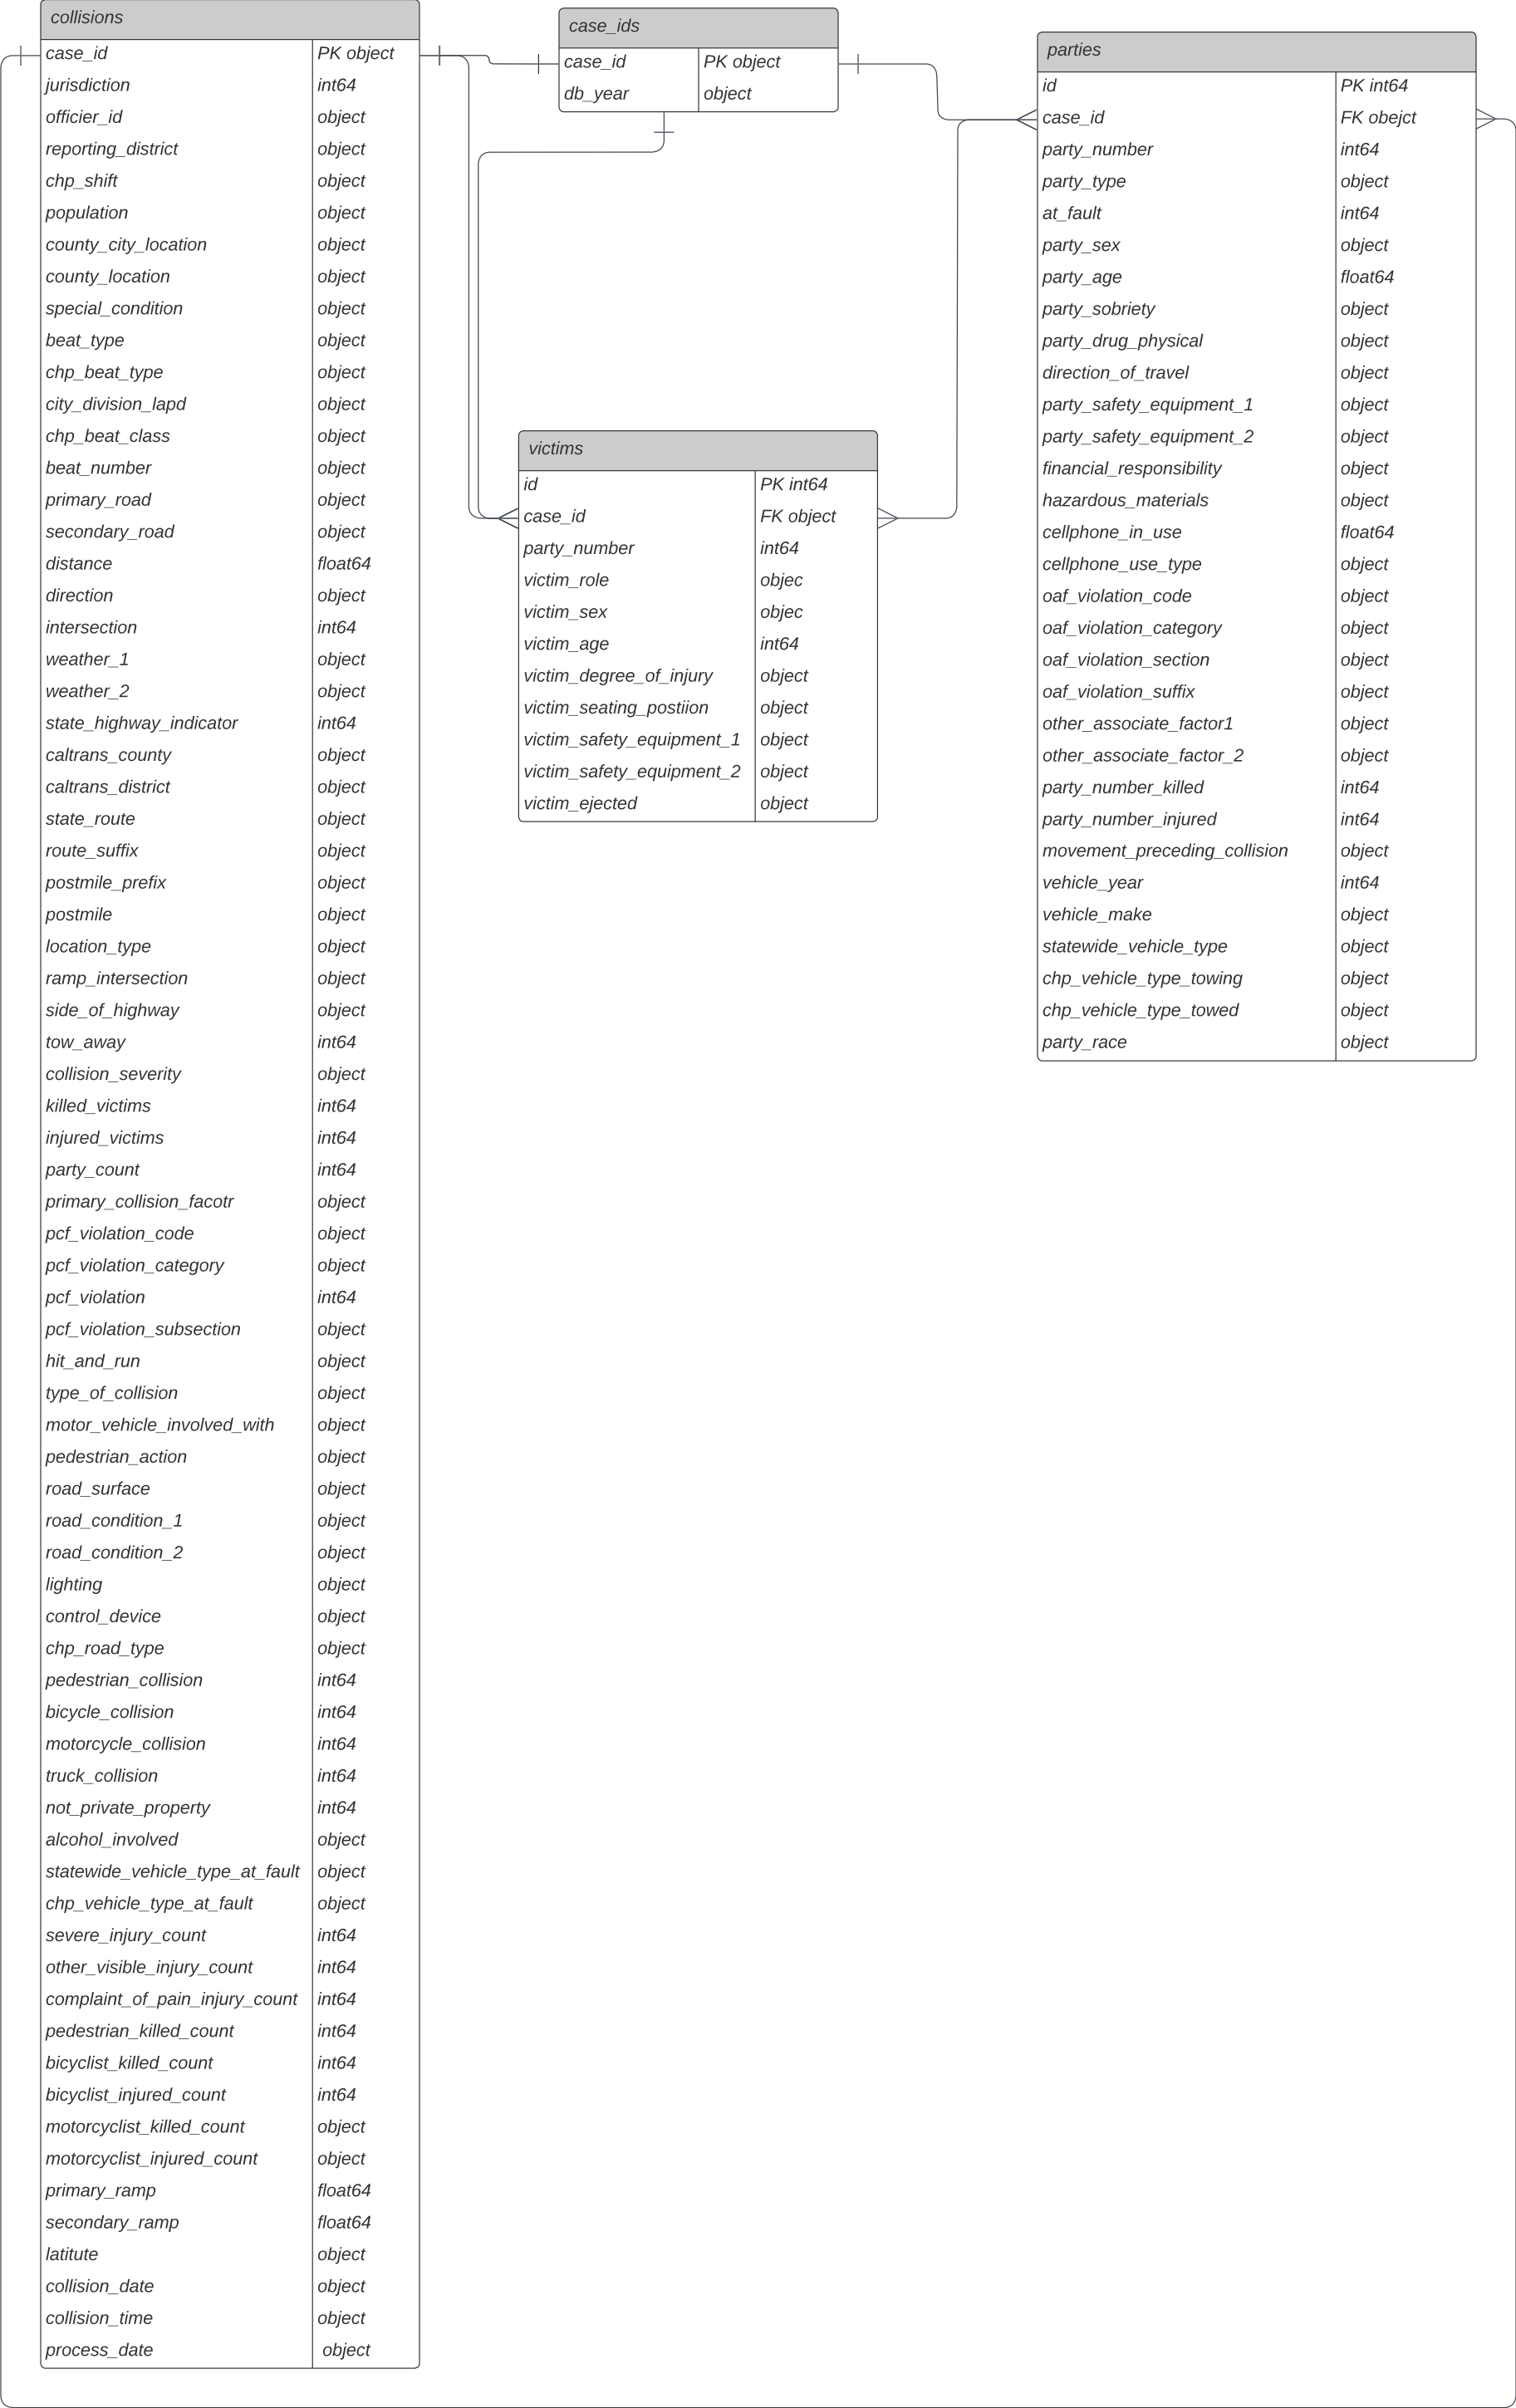 collisions
case_id PK object
jurisdiction int64
officier_id object
reporting_district object
chp_shift object
population object
county_city_location object
county_location object
special_condition object
beat_type object
chp_beat_type object
city_division_lapd object
chp_beat_class object
beat_number object
primary_road object
secondary_road object
distance float64
direction object
intersection int64
weather_1 object
weather_2 object
state_highway_indicator int64
caltrans_county object
caltrans_district object
state_route object
route_suffix object
postmile_prefix object
postmile object
location_type object
ramp_intersection object
side_of_highway object
tow_away int64
collision_severity object
killed_victims int64
injured_victims int64
party_count int64
primary_collision_facotr object
pcf_violation_code object
pcf_violation_category object
pcf_violation int64
pcf_violation_subsection object
hit_and_run object
type_of_collision object
motor_vehicle_involved_with object
pedestrian_action object
road_surface object
road_condition_1 object
road_condition_2 object
lighting object
control_device object
chp_road_type object
pedestrian_collision int64
bicycle_collision int64
motorcycle_collision int64
truck_collision int64
not_private_property int64
alcohol_involved object
statewide_vehicle_type_at_fault object
chp_vehicle_type_at_fault object
severe_injury_count int64
other_visible_injury_count int64
complaint_of_pain_injury_count int64
pedestrian_killed_count int64
bicyclist_killed_count int64
bicyclist_injured_count int64
motorcyclist_killed_count object
motorcyclist_injured_count object
primary_ramp float64
secondary_ramp float64
latitute object
collision_date object
collision_time object
process_date object
case_ids
case_id PK object
db_year object
victims
id PK int64
case_id FK object
party_number int64
victim_role objec
victim_sex objec
victim_age int64
victim_degree_of_injury object
victim_seating_postiion object
victim_safety_equipment_1 object
victim_safety_equipment_2 object
victim_ejected object
parties
id PK int64
case_id FK obejct
party_number int64
party_type object
at_fault int64
party_sex object
party_age float64
party_sobriety object
party_drug_physical object
direction_of_travel object
party_safety_equipment_1 object
party_safety_equipment_2 object
financial_responsibility object
hazardous_materials object
cellphone_in_use float64
cellphone_use_type object
oaf_violation_code object
oaf_violation_category object
oaf_violation_section object
oaf_violation_suffix object
other_associate_factor1 object
other_associate_factor_2 object
party_number_killed int64
party_number_injured int64
movement_preceding_collision object
vehicle_year int64
vehicle_make object
statewide_vehicle_type object
chp_vehicle_type_towing object
chp_vehicle_type_towed object
party_race object